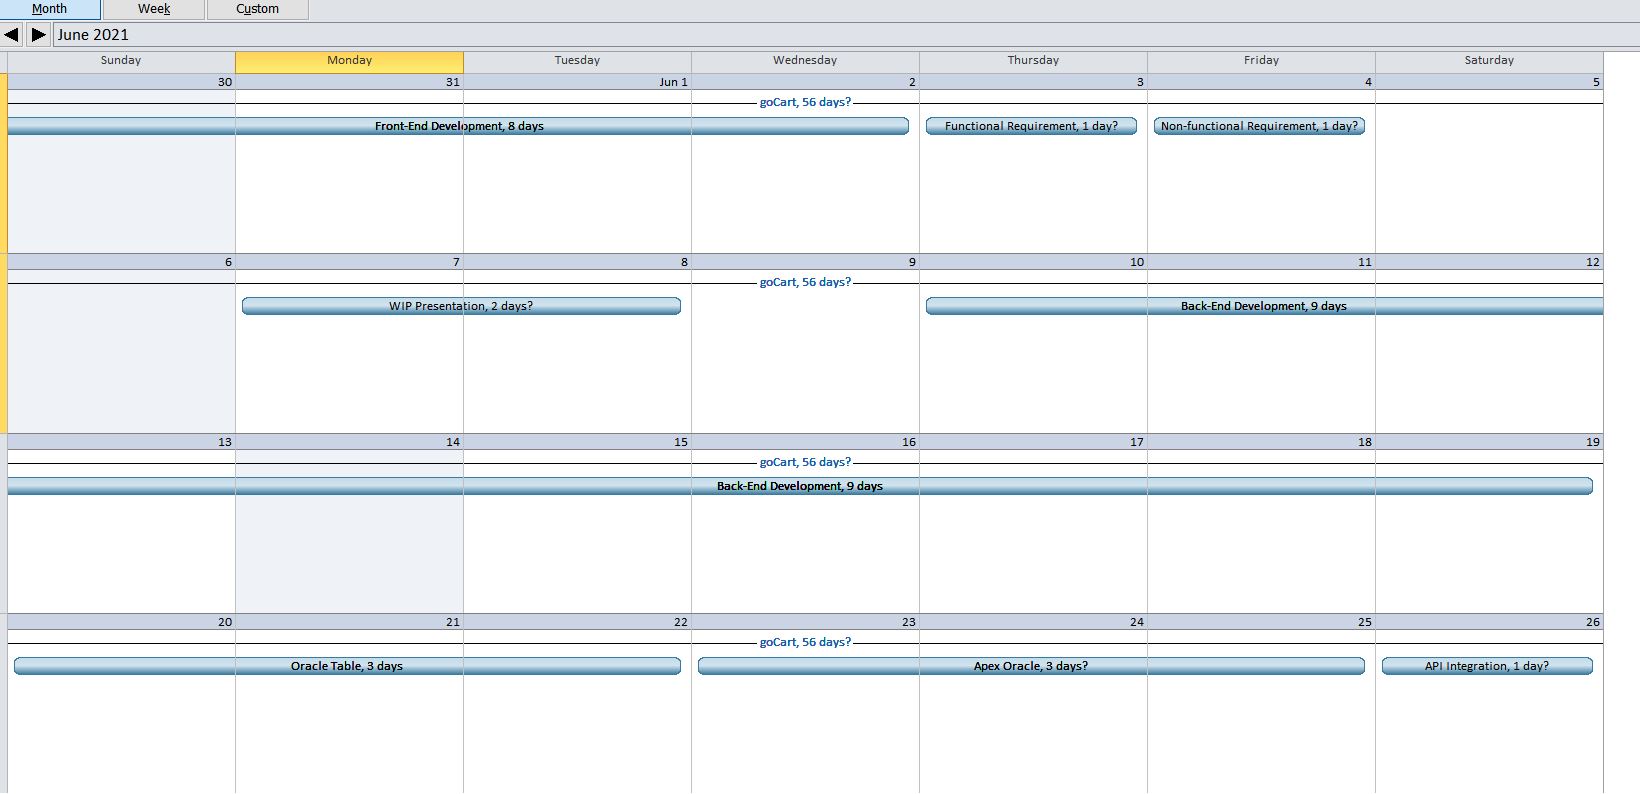 Month Week Custom
June 2021
Sunday Monday Tuesday Wednesday Thursday Friday Saturday
30 31 Jun 1 2 3 4 5
goCart, 56 days?
Front-End Development, 8 days Functional Requirement, 1 day? Non-functional Requirement, 1 day?
6 7 8 9 10 11 12
goCart, 56 days?
WIP Presentation, 2 days? Back-End Development, 9 days
13 14 15 16 17 18 19
goCart, 56 days?
Back-End Development, 9 days
20 21 22 23 24 25 26
goCart, 56 days?
Oracle Table, 3 days Apex Oracle, 3 days? API Integration, 1 day?